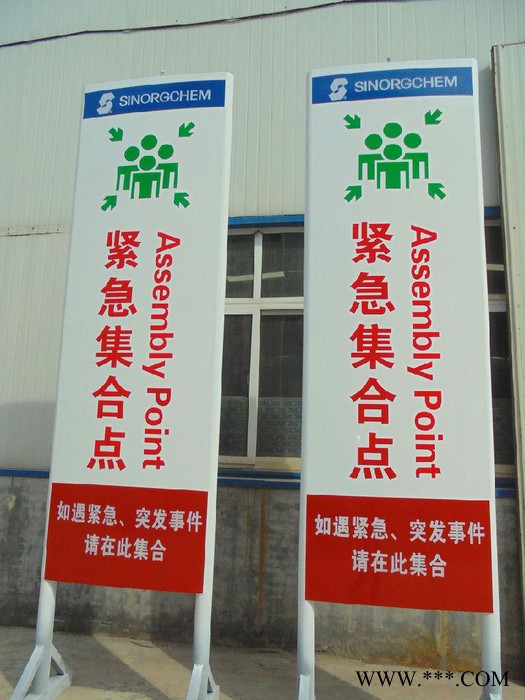 SINORGCHEM
紧急集合点
Assembly Point
如遇紧急、突发事件
请在此集合
SINORGCHEM
紧急集合点
Assembly Point
如遇紧急、突发事件
请在此集合
WWW.***.COM